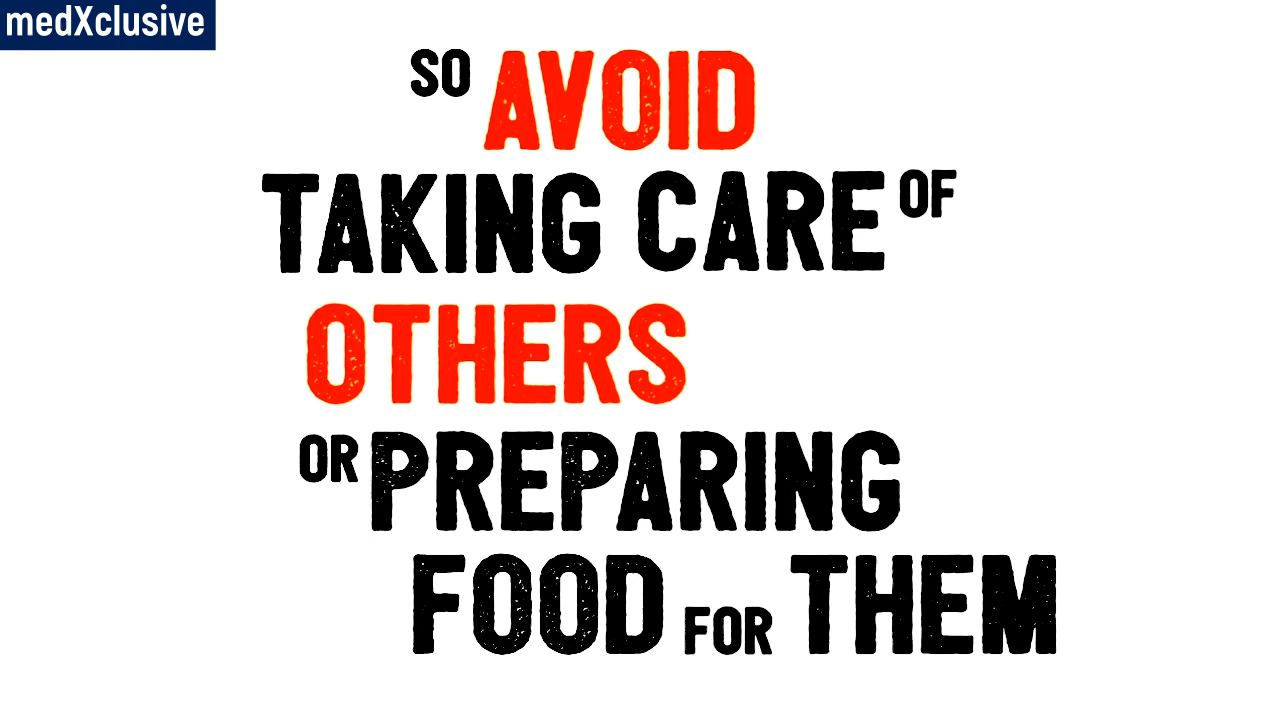 medXclusive
SO AVOID
TAKING CARE OF
OTHERS
OR PREPARING
FOOD FOR THEM